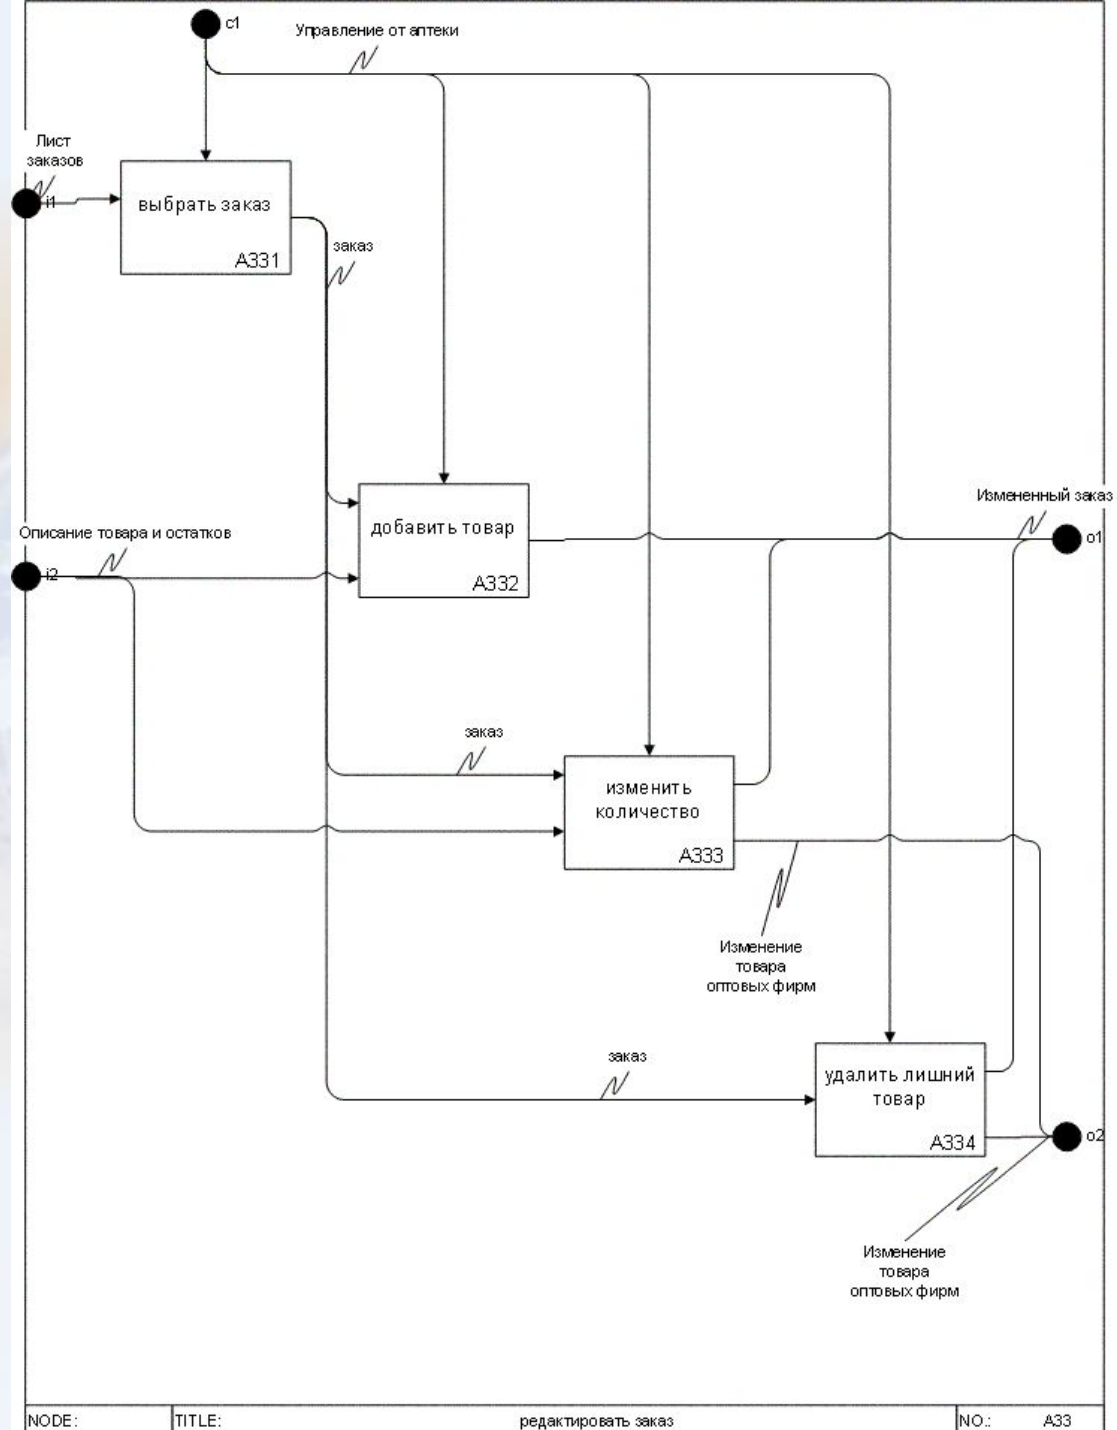 c1
Управление от аптеки
Лист
заказов
i1
выбрать заказ
A331
заказ
Измененный заказ
o1
Описание товара и остатков
i2
добавить товар
A332
заказ
изменить
количество
A333
Изменение
товара
оптовых фирм
заказ
удалить лишний
товар
A334
o2
Изменение
товара
оптовых фирм
NODE:
TITLE:
редактировать заказ
NO.:
A33